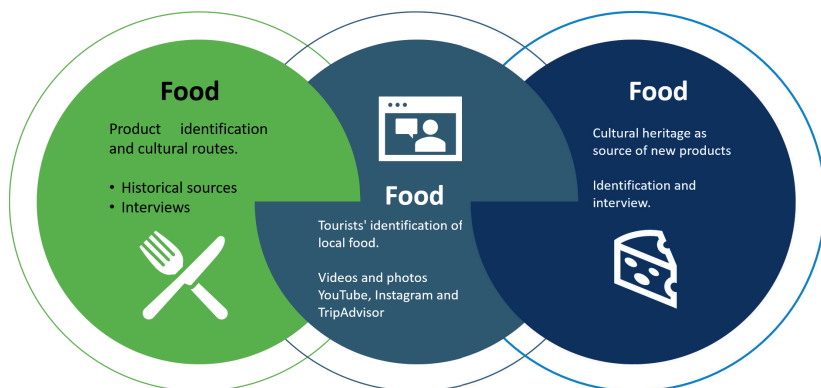 Food
Product identification
and cultural routes.
• Historical sources
• Interviews
Food
Tourists' identification of
local food.
Videos and photos
YouTube, Instagram and
TripAdvisor
Food
Cultural heritage as
source of new products
Identification and
interview.